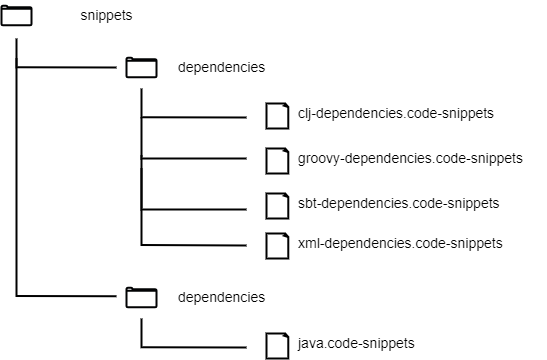 snippets
dependencies
clj-dependencies.code-snippets
groovy-dependencies.code-snippets
sbt-dependencies.code-snippets
xml-dependencies.code-snippets
dependencies
java.code-snippets